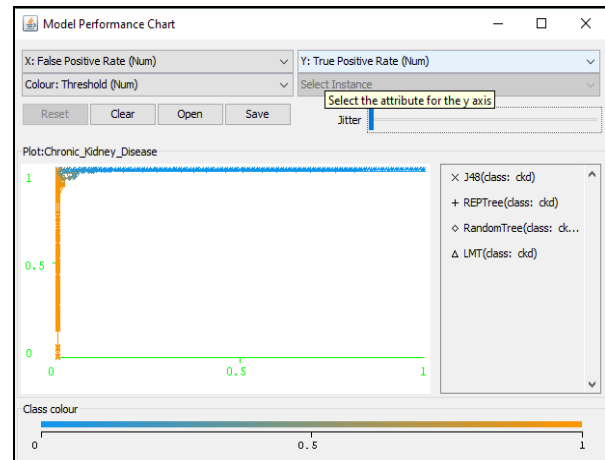 Model Performance Chart
X: False Positive Rate (Num)
Y: True Positive Rate (Num)
Colour: Threshold (Num)
Select Instance
Select the attribute for the y axis
Reset
Clear
Open
Save
Jitter
Plot:Chronic_Kidney_Disease
1
0.5
0
0
0.5
1
× J48(class: ckd)
+ REPTree(class: ckd)
◇ RandomTree(class: ck...
△ LMT(class: ckd)
Class colour
0
0.5
1